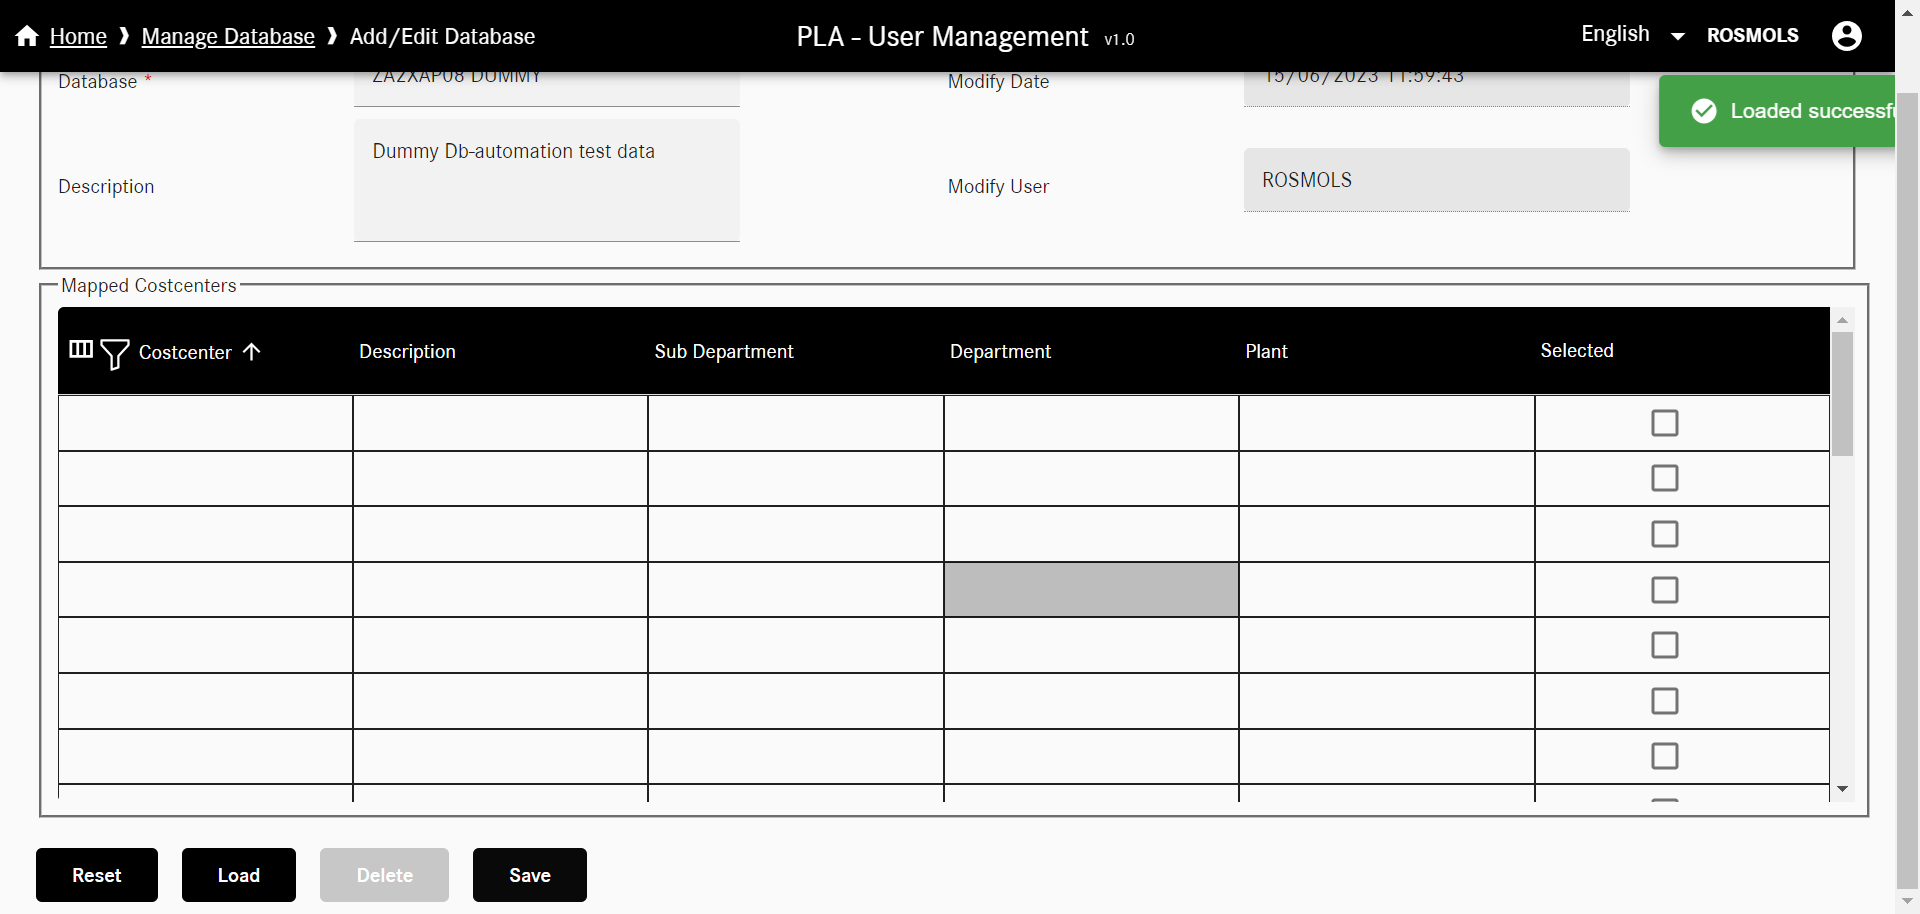 Home ❱ Manage Database ❱ Add/Edit Database
PLA - User Management v1.0
English
ROSMOLS
Database *
ZAZXAP08 DUMMY
Modify Date
15/06/2023 11:59:43
Loaded successf
Description
Dummy Db-automation test data
Modify User
ROSMOLS
Mapped Costcenters
Costcenter Description Sub Department Department Plant Selected
Reset Load Delete Save